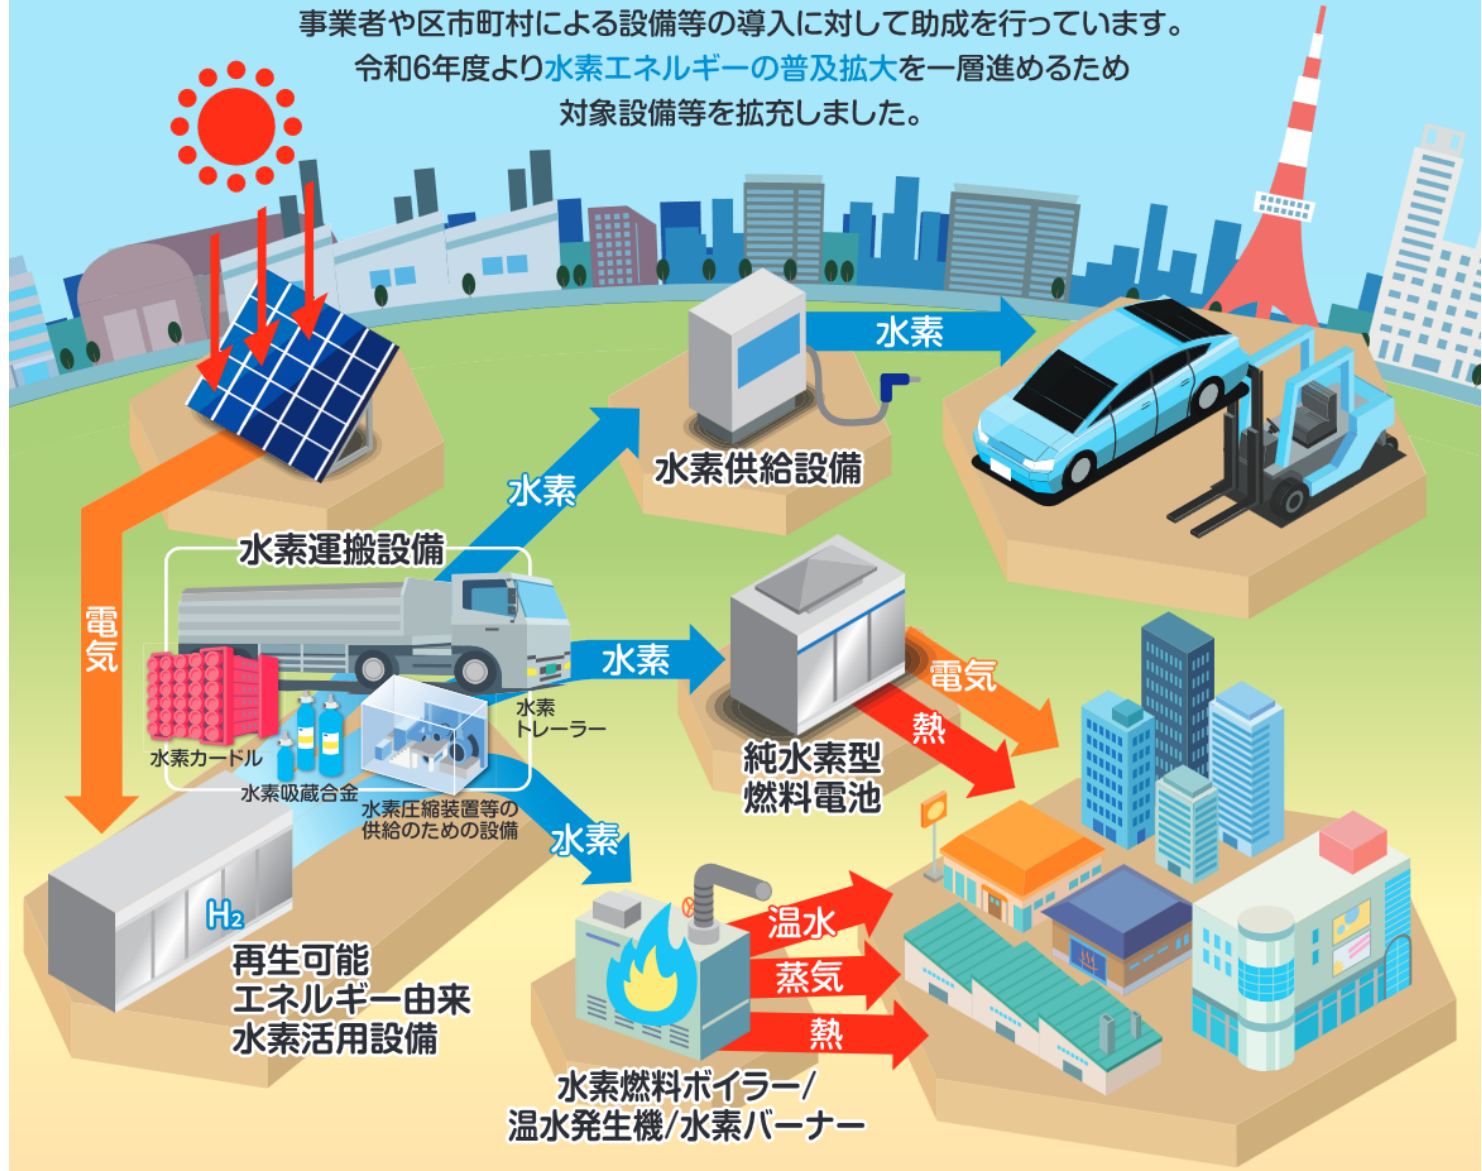 事業者や区市町村による設備等の導入に対して助成を行っています。
令和6年度より水素エネルギーの普及拡大を一層進めるため
対象設備等を拡充しました。
水素
水素供給設備
水素
水素運搬設備
電気
水素
電気
熱
水素
トレーラー
水素カードル
水素吸蔵合金
水素圧縮装置等の
供給のための設備
純水素型
燃料電池
水素
H2
再生可能
エネルギー由来
水素活用設備
温水
蒸気
熱
水素燃料ボイラー/
温水発生機/水素バーナー